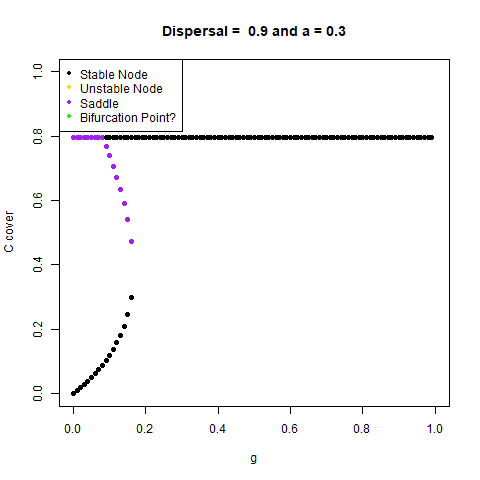 Dispersal =  0.9 and a = 0.3
Stable Node
Unstable Node
Saddle
Bifurcation Point?
C cover
1.0
0.8
0.6
0.4
0.2
0.0
0.0 0.2 0.4 0.6 0.8 1.0
g